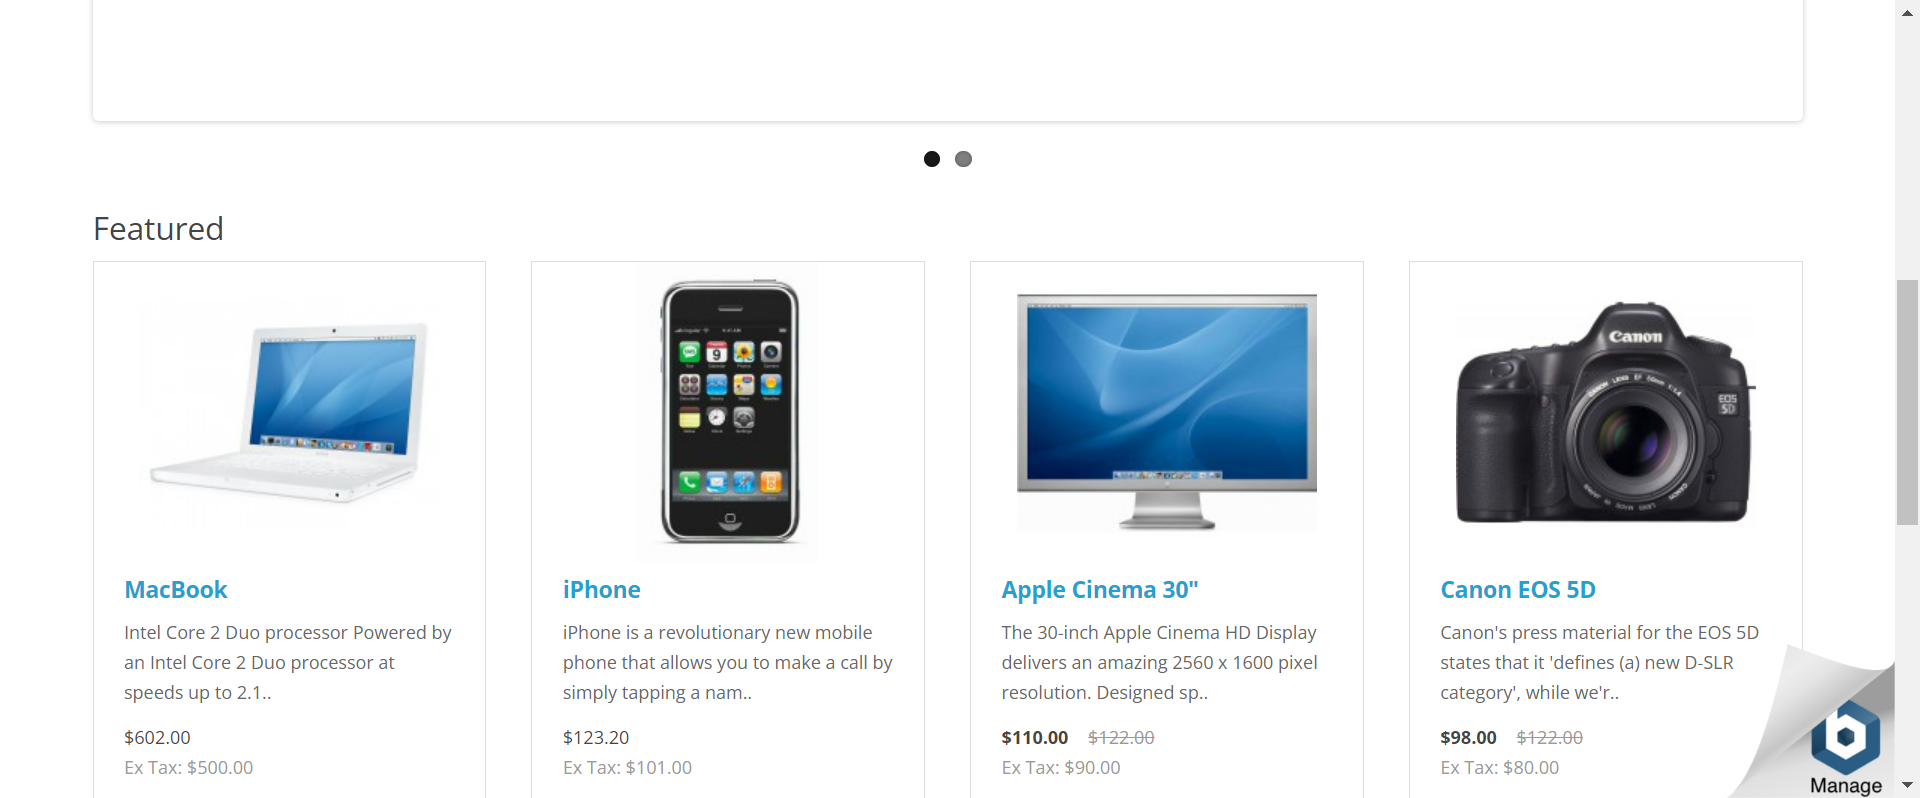 Featured
MacBook
Intel Core 2 Duo processor Powered by
an Intel Core 2 Duo processor at
speeds up to 2.1..
$602.00
Ex Tax: $500.00
iPhone
iPhone is a revolutionary new mobile
phone that allows you to make a call by
simply tapping a nam..
$123.20
Ex Tax: $101.00
Apple Cinema 30"
The 30-inch Apple Cinema HD Display
delivers an amazing 2560 x 1600 pixel
resolution. Designed sp..
$110.00 $122.00
Ex Tax: $90.00
Canon
EOS
5D
Canon EOS 5D
Canon's press material for the EOS 5D
states that it 'defines (a) new D-SLR
category', while we'r..
$98.00 $122.00
Ex Tax: $80.00
b
Manage